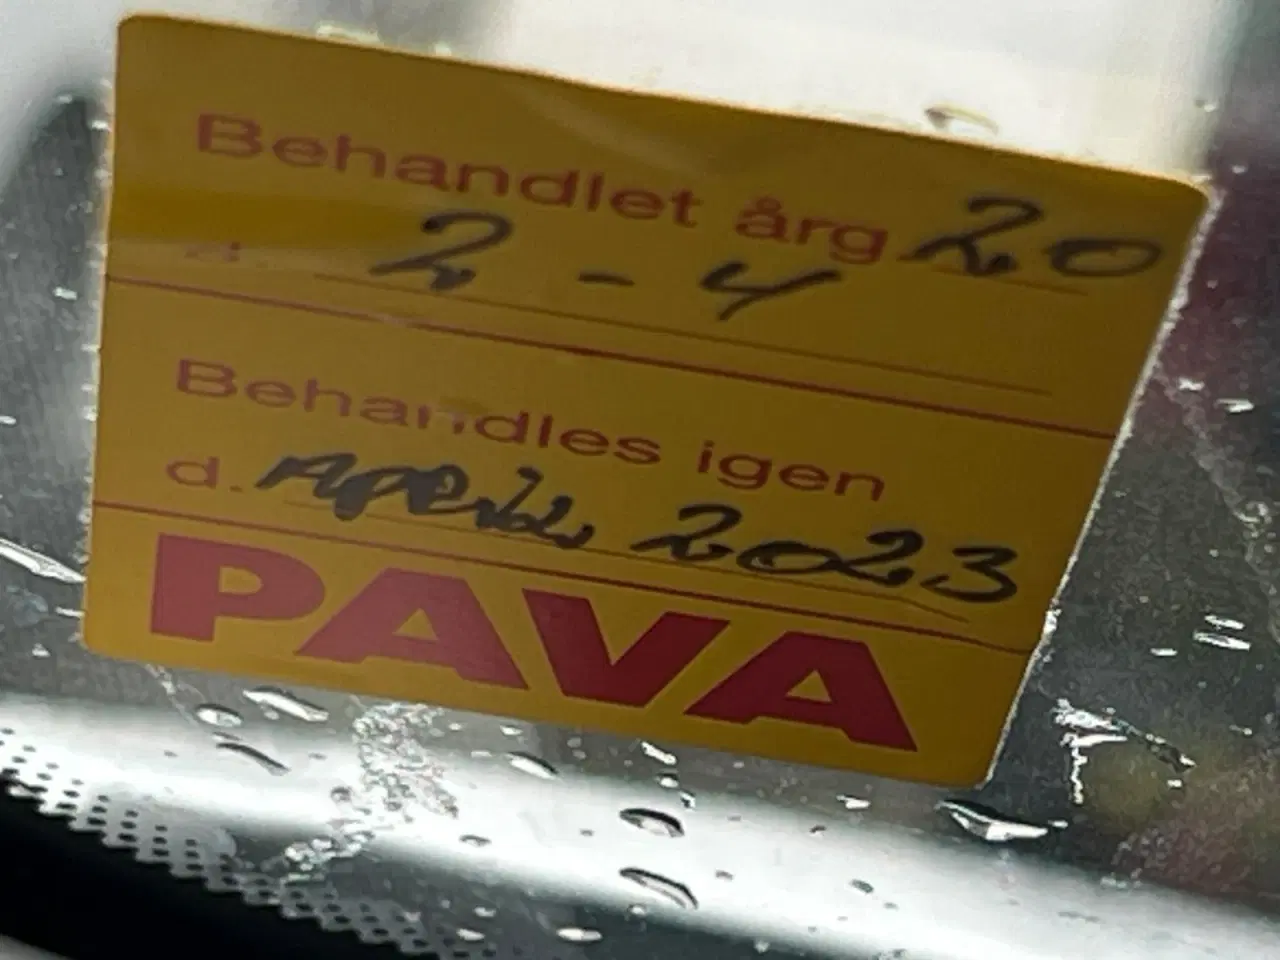 Behandlet årg 20
d. 2 - 4
Behandles igen
d. April 2023
PAVA